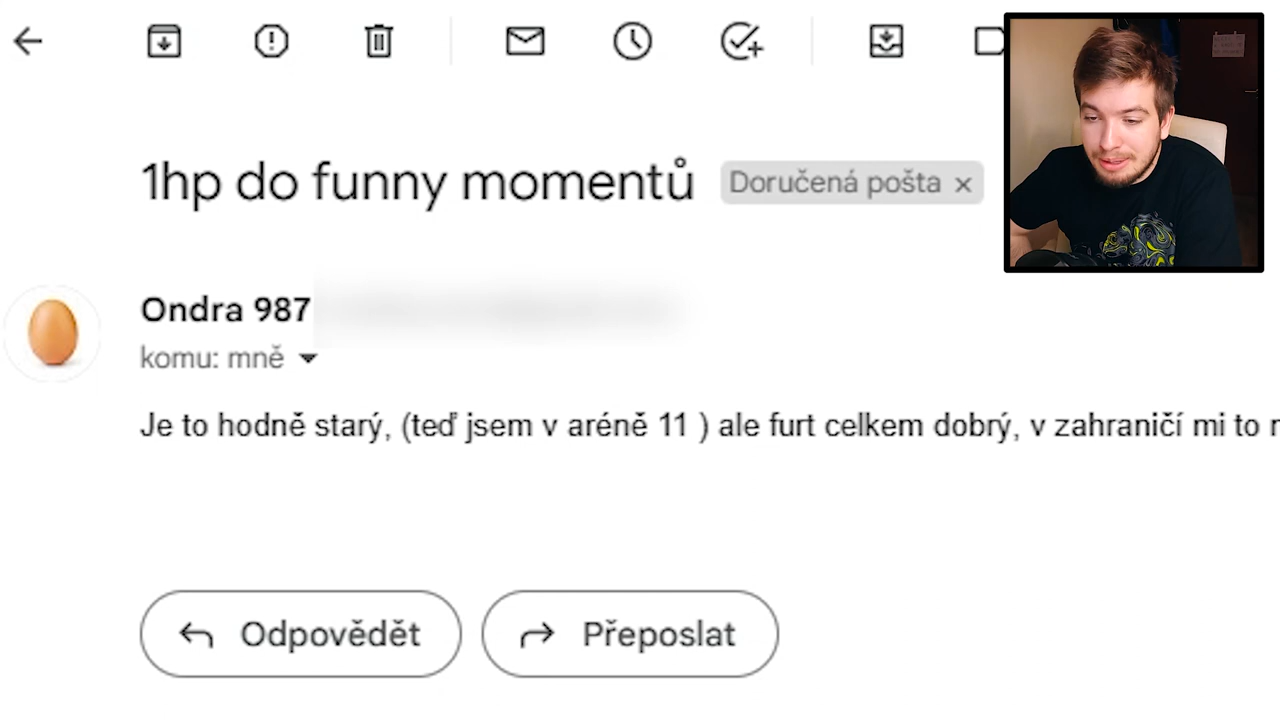 1hp do funny momentů
Doručená pošta ×
Ondra 987
komu: mně
Je to hodně starý, (teď jsem v aréně 11 ) ale furt celkem dobrý, v zahraničí mi to
Odpovědět
Přeposlat